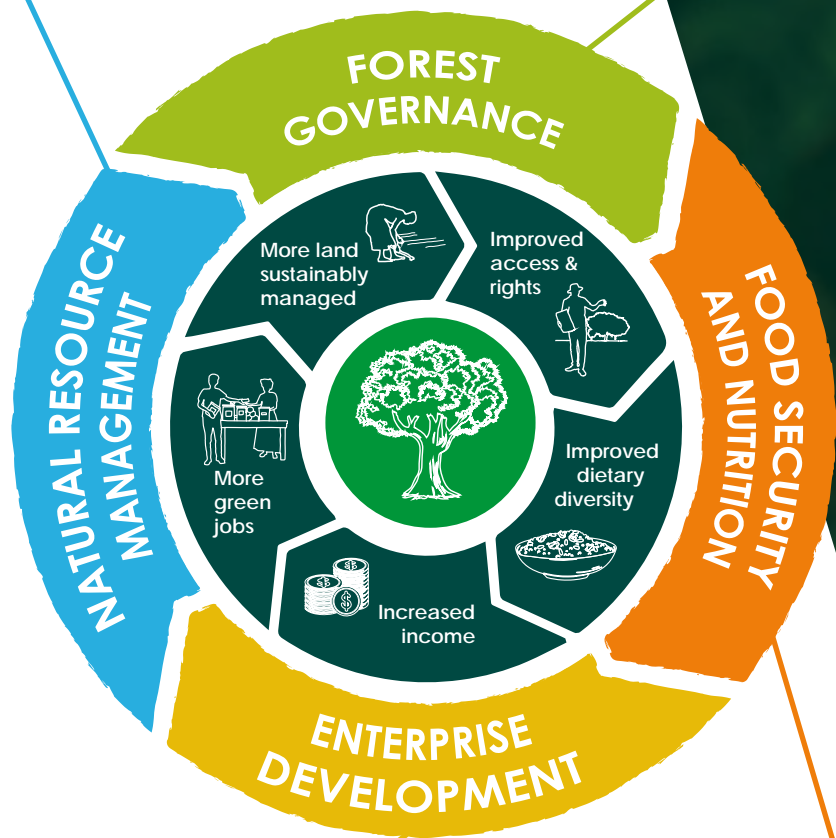 FOREST
GOVERNANCE
FOOD SECURITY
AND NUTRITION
ENTERPRISE
DEVELOPMENT
NATURAL RESOURCE
MANAGEMENT
More land
sustainably
managed
Improved
access &
rights
Improved
dietary
diversity
Increased
income
More
green
jobs
$
$
$